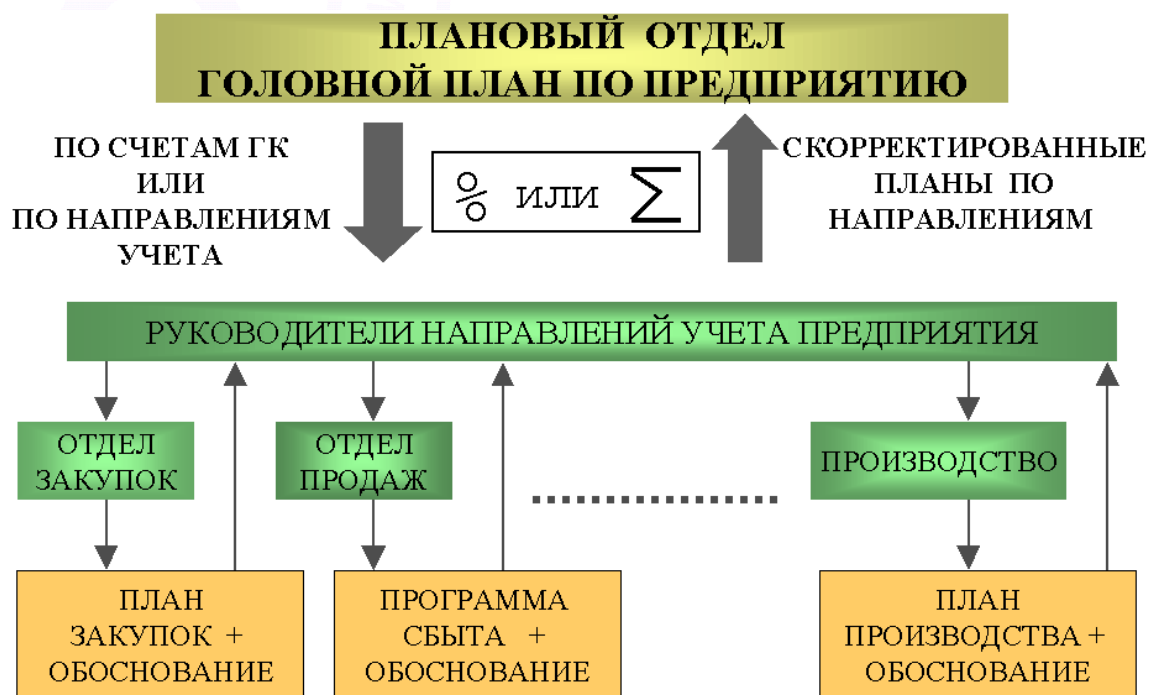 ПЛАНОВЫЙ ОТДЕЛ
ГОЛОВНОЙ ПЛАН ПО ПРЕДПРИЯТИЮ
ПО СЧЕТАМ ГК
ИЛИ
ПО НАПРАВЛЕНИЯМ
УЧЕТА
% ИЛИ ∑
СКОРРЕКТИРОВАННЫЕ
ПЛАНЫ ПО
НАПРАВЛЕНИЯМ
РУКОВОДИТЕЛИ НАПРАВЛЕНИЙ УЧЕТА ПРЕДПРИЯТИЯ
ОТДЕЛ
ЗАКУПОК
ОТДЕЛ
ПРОДАЖ
ПРОИЗВОДСТВО
ПЛАН
ЗАКУПОК +
ОБОСНОВАНИЕ
ПРОГРАММА
СБЫТА +
ОБОСНОВАНИЕ
ПЛАН
ПРОИЗВОДСТВА +
ОБОСНОВАНИЕ